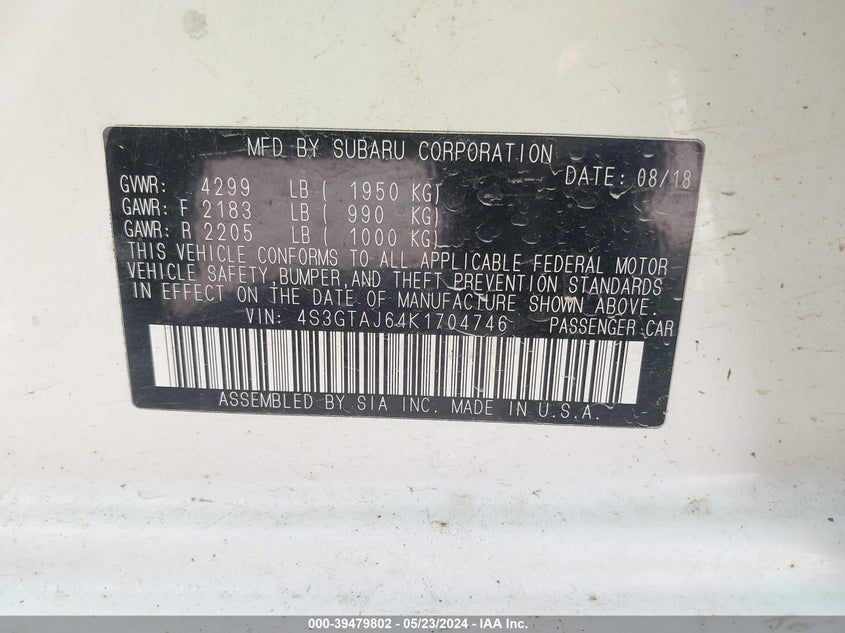 MFD BY SUBARU CORPORATION
DATE: 08/18
GVWR: 4299 LB ( 1950 KG)
GAWR: F 2183 LB ( 990 KG)
GAWR: R 2205 LB ( 1000 KG)
THIS VEHICLE CONFORMS TO ALL APPLICABLE FEDERAL MOTOR
VEHICLE SAFETY,BUMPER,AND THEFT PREVENTION STANDARDS
IN EFFECT ON THE DATE OF MANUFACTURE SHOWN ABOVE.
VIN: 4S3GTAJ64K1704746 PASSENGER CAR
ASSEMBLED BY SIA INC. MADE IN U.S.A.
000-39479802 - 05/23/2024 - IAA Inc.